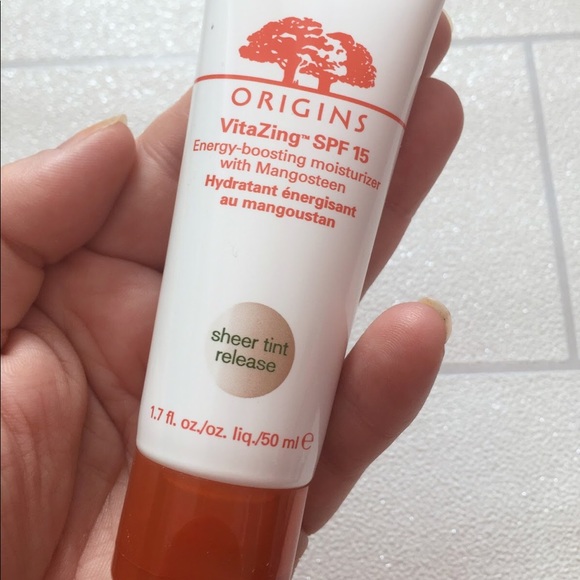 ORIGINS
VitaZing™ SPF 15
Energy-boosting moisturizer
with Mangosteen
Hydratant énergisant
au mangoustan
sheer tint
release
1.7 fl. oz./oz. liq./50 ml ℮